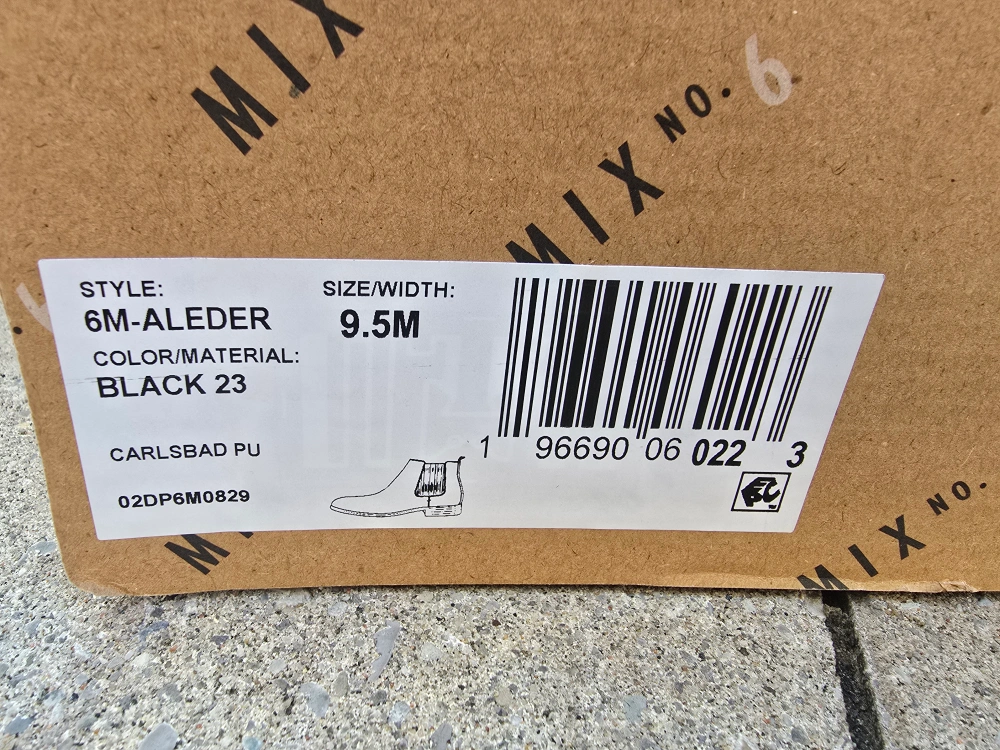 MIX
MIX NO. 6
STYLE:
6M-ALEDER
SIZE/WIDTH:
9.5M
COLOR/MATERIAL:
BLACK 23
CARLSBAD PU
02DP6M0829
1 96690 06 022 3
M
MIX NO.